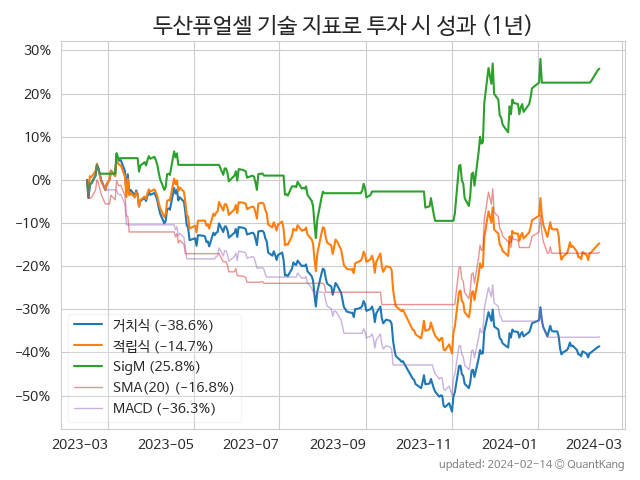 두산퓨얼셀 기술 지표로 투자 시 성과 (1년)
30%
20%
10%
0%
−10%
−20%
−30%
−40%
−50%
거치식 (−38.6%)
적립식 (−14.7%)
SigM (25.8%)
SMA(20) (−16.8%)
MACD (−36.3%)
2023-03 2023-05 2023-07 2023-09 2023-11 2024-01 2024-03
updated: 2024-02-14 © QuantKang